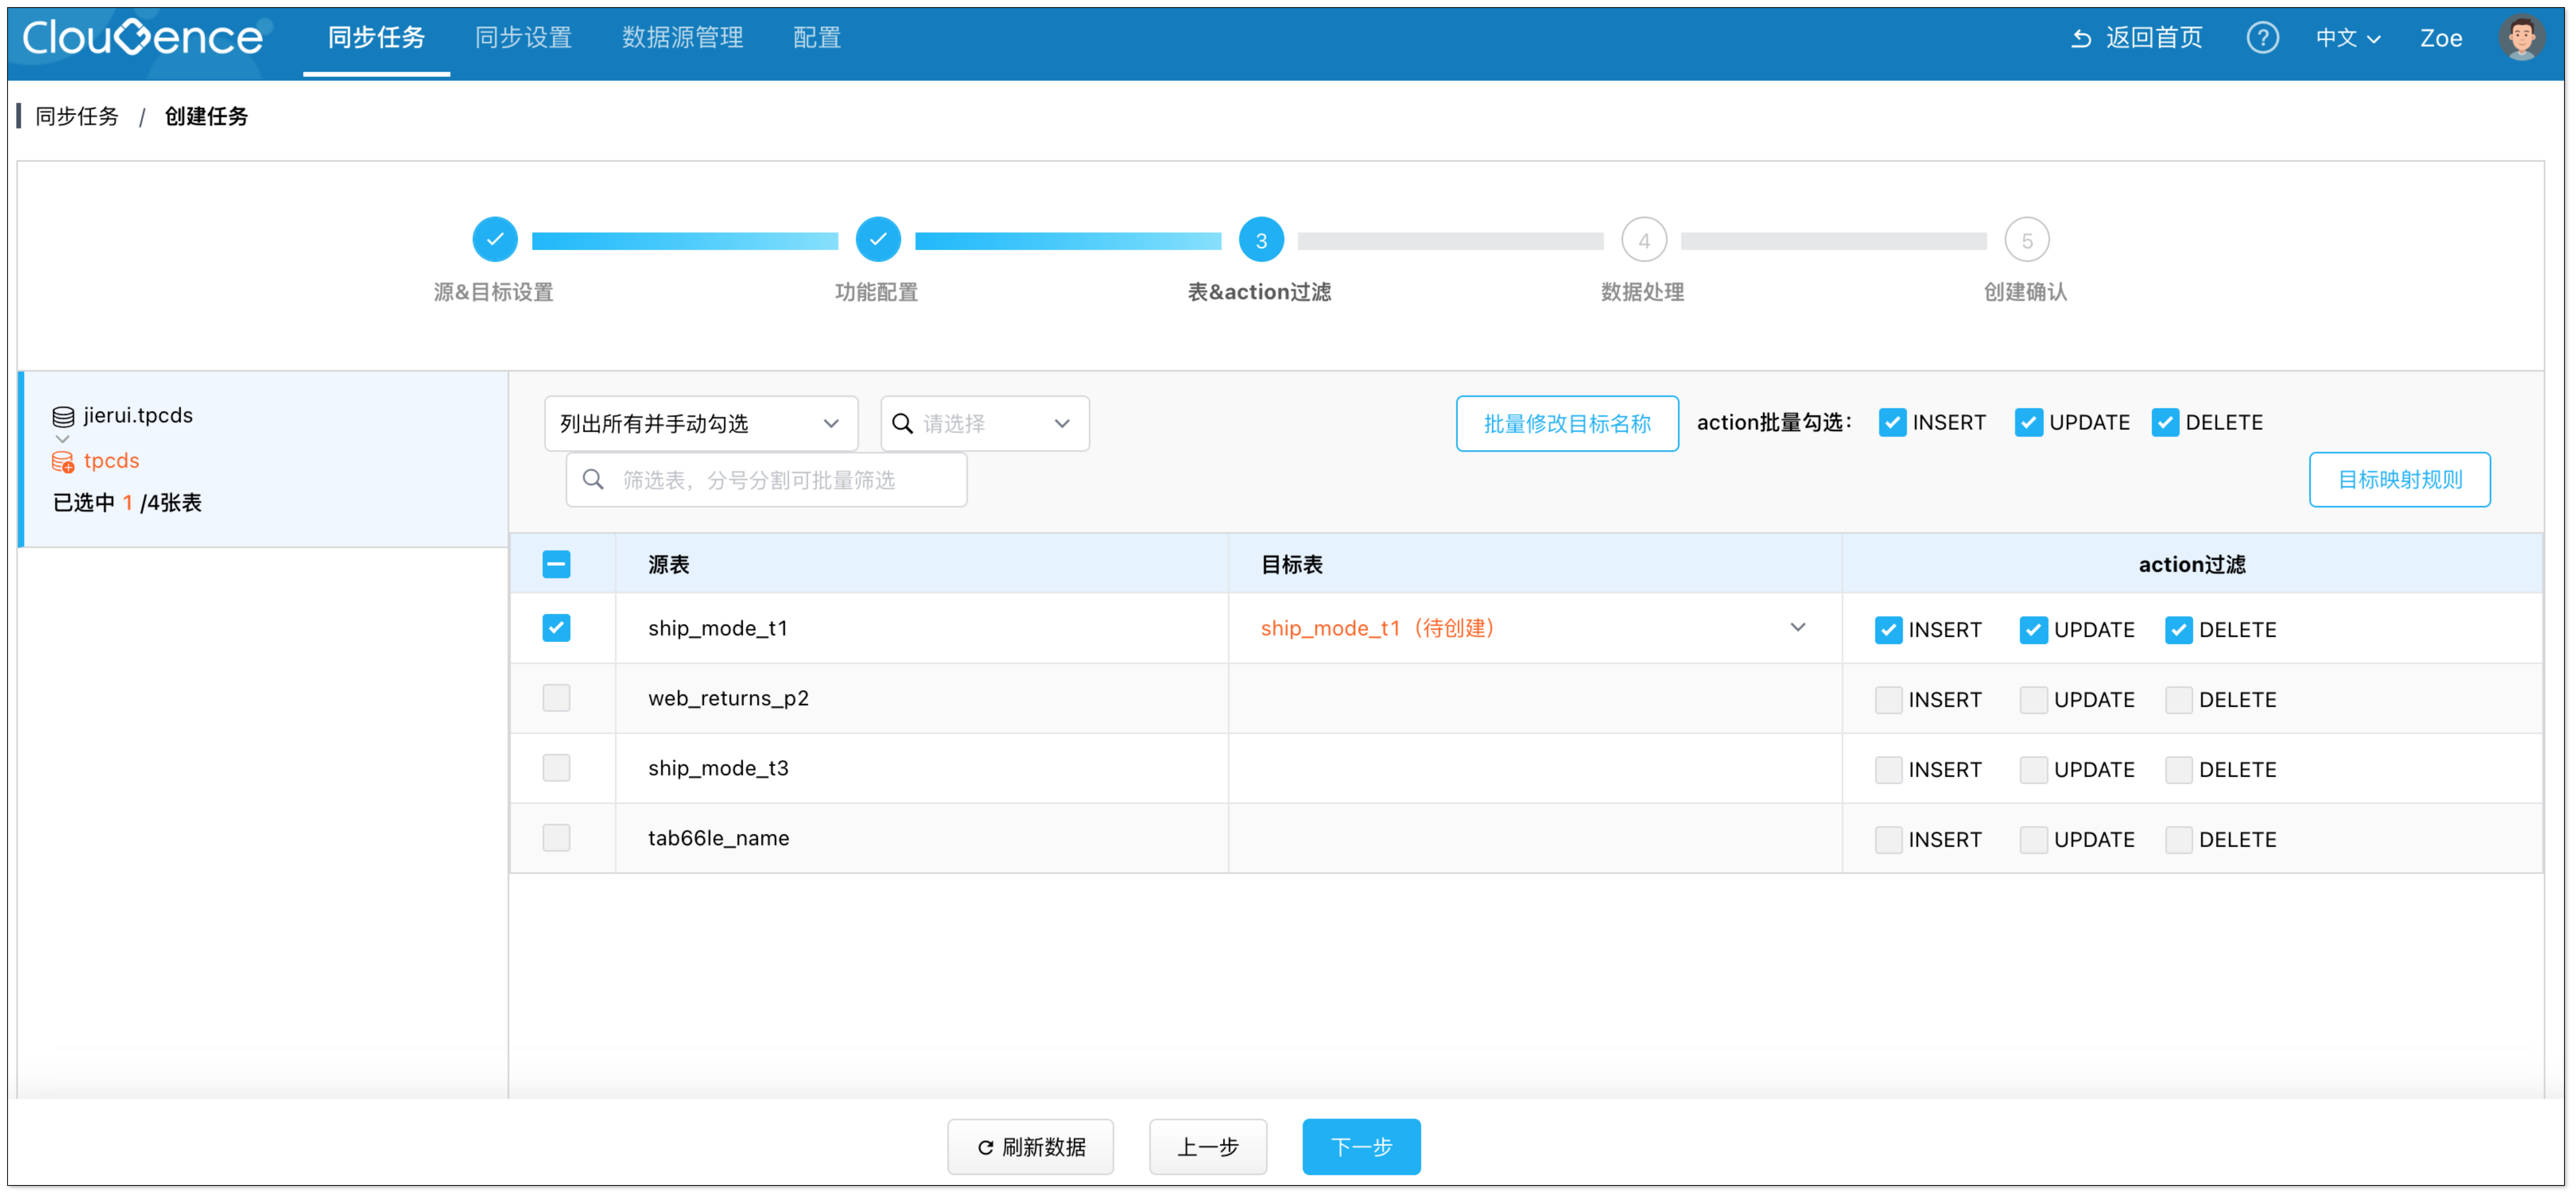 ClouGence 同步任务 同步设置 数据源管理 配置 返回首页 ? 中文 Zoe
同步任务 / 创建任务
3 4 5
源&目标设置 功能配置 表&action过滤 数据处理 创建确认
jierui.tpcds
tpcds
已选中 1 /4张表
列出所有并手动勾选 请选择 批量修改目标名称 action批量勾选： INSERT UPDATE DELETE
筛选表，分号分割可批量筛选 目标映射规则
源表 目标表 action过滤
ship_mode_t1 ship_mode_t1（待创建） INSERT UPDATE DELETE
web_returns_p2 INSERT UPDATE DELETE
ship_mode_t3 INSERT UPDATE DELETE
tab66le_name INSERT UPDATE DELETE
刷新数据 上一步 下一步